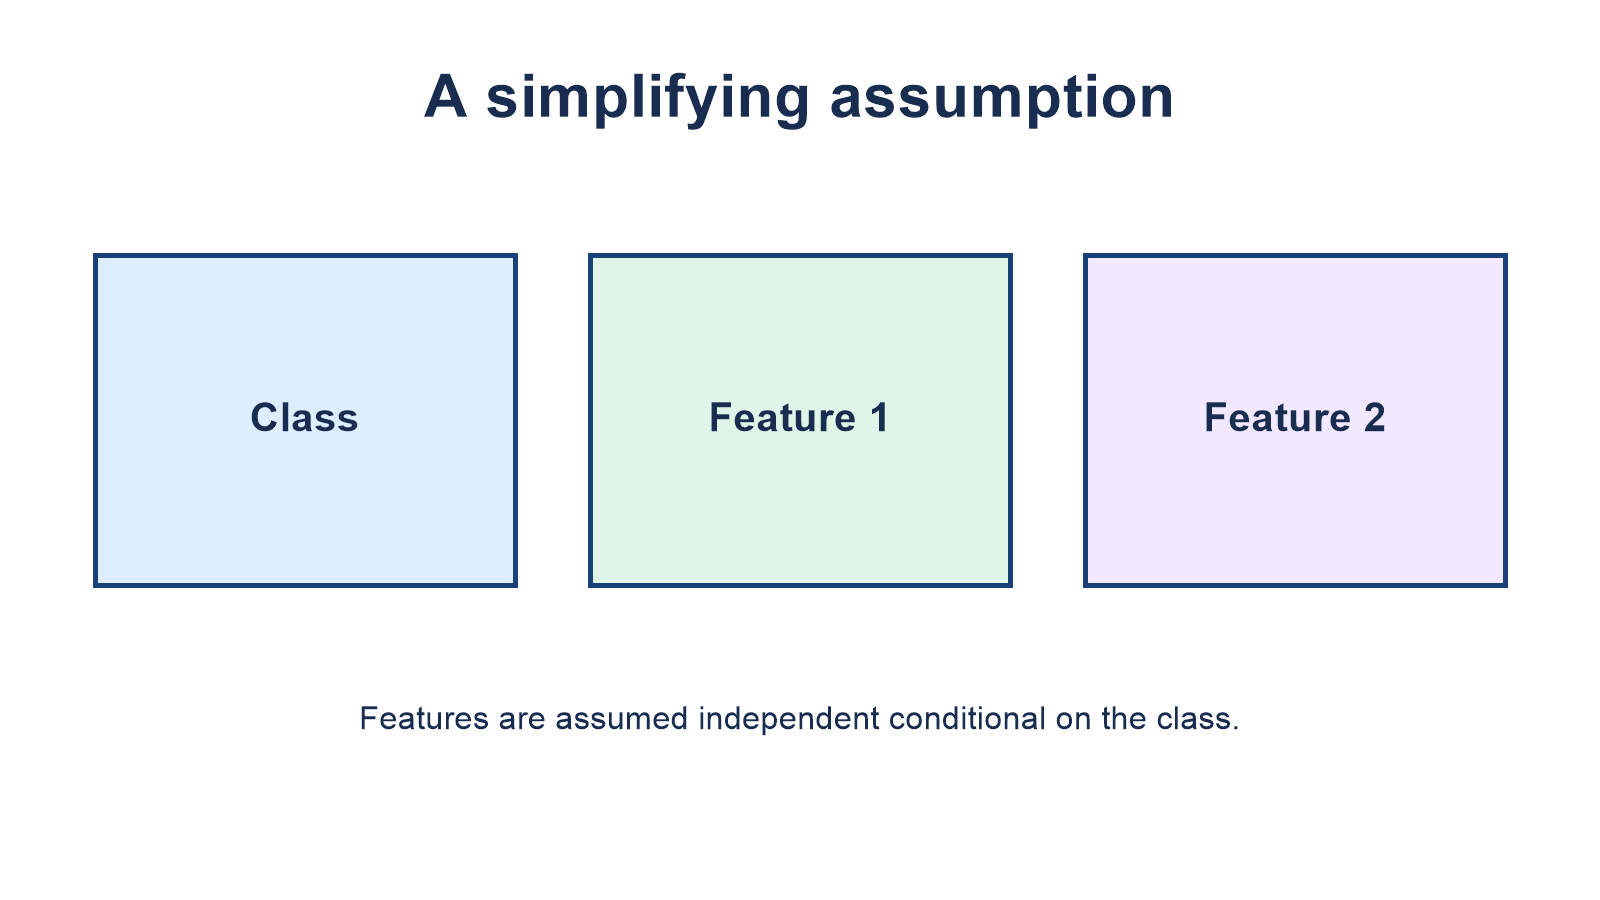 A simplifying assumption
Class
Feature 1
Feature 2
Features are assumed independent conditional on the class.